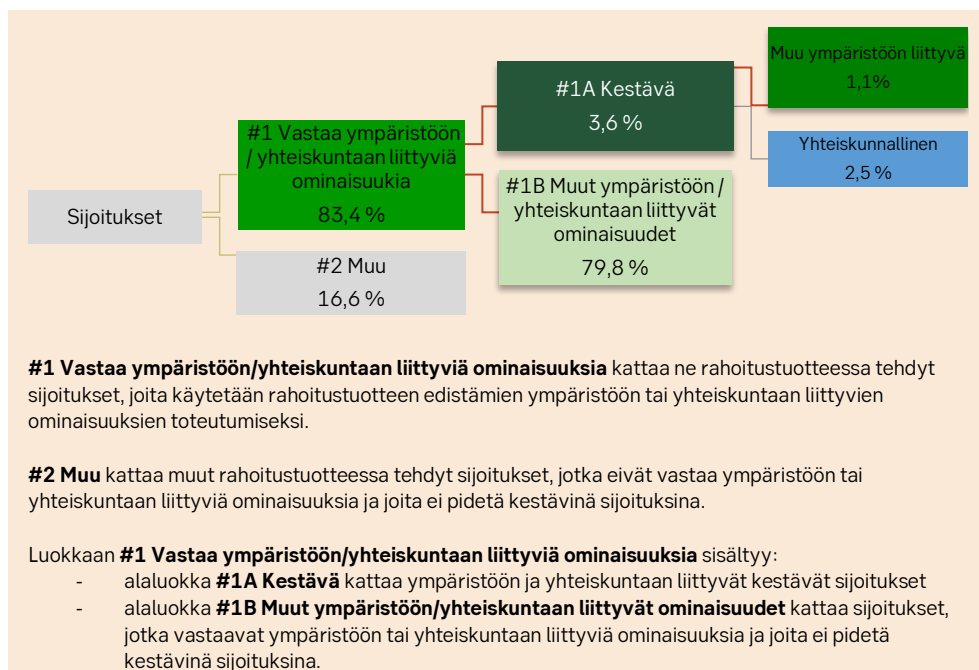 Sijoitukset
#1 Vastaa ympäristöön
/ yhteiskuntaan liittyviä
ominaisuukia
83,4 %
#2 Muu
16,6 %
#1A Kestävä
3,6 %
#1B Muut ympäristöön /
yhteiskuntaan liittyvät
ominaisuudet
79,8 %
Muu ympäristöön liittyvä
1,1%
Yhteiskunnallinen
2,5 %
#1 Vastaa ympäristöön/yhteiskuntaan liittyviä ominaisuuksia kattaa ne rahoitustuotteessa tehdyt
sijoitukset, joita käytetään rahoitustuotteen edistämien ympäristöön tai yhteiskuntaan liittyvien
ominaisuuksien toteutumiseksi.
#2 Muu kattaa muut rahoitustuotteessa tehdyt sijoitukset, jotka eivät vastaa ympäristöön tai
yhteiskuntaan liittyviä ominaisuuksia ja joita ei pidetä kestävinä sijoituksina.
Luokkaan #1 Vastaa ympäristöön/yhteiskuntaan liittyviä ominaisuuksia sisältyy:
- alaluokka #1A Kestävä kattaa ympäristöön ja yhteiskuntaan liittyvät kestävät sijoitukset
- alaluokka #1B Muut ympäristöön/yhteiskuntaan liittyvät ominaisuudet kattaa sijoitukset,
jotka vastaavat ympäristöön tai yhteiskuntaan liittyviä ominaisuuksia ja joita ei pidetä
kestävinä sijoituksina.